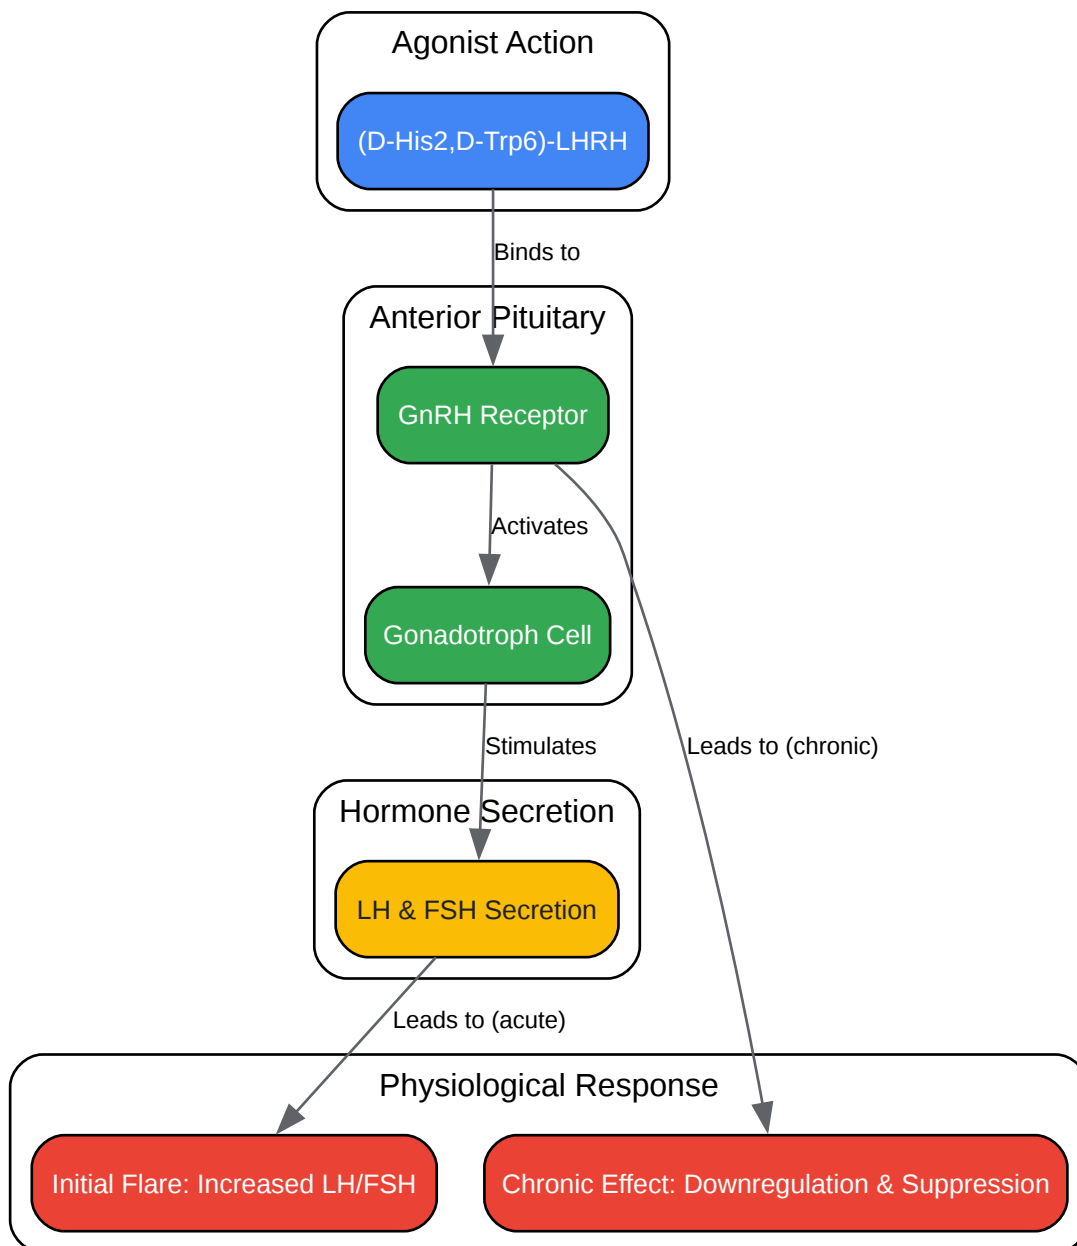 Agonist Action
(D-His2,D-Trp6)-LHRH
Binds to
Anterior Pituitary
GnRH Receptor
Activates
Gonadotroph Cell
Stimulates
Leads to (chronic)
Hormone Secretion
LH & FSH Secretion
Leads to (acute)
Physiological Response
Initial Flare: Increased LH/FSH
Chronic Effect: Downregulation & Suppression